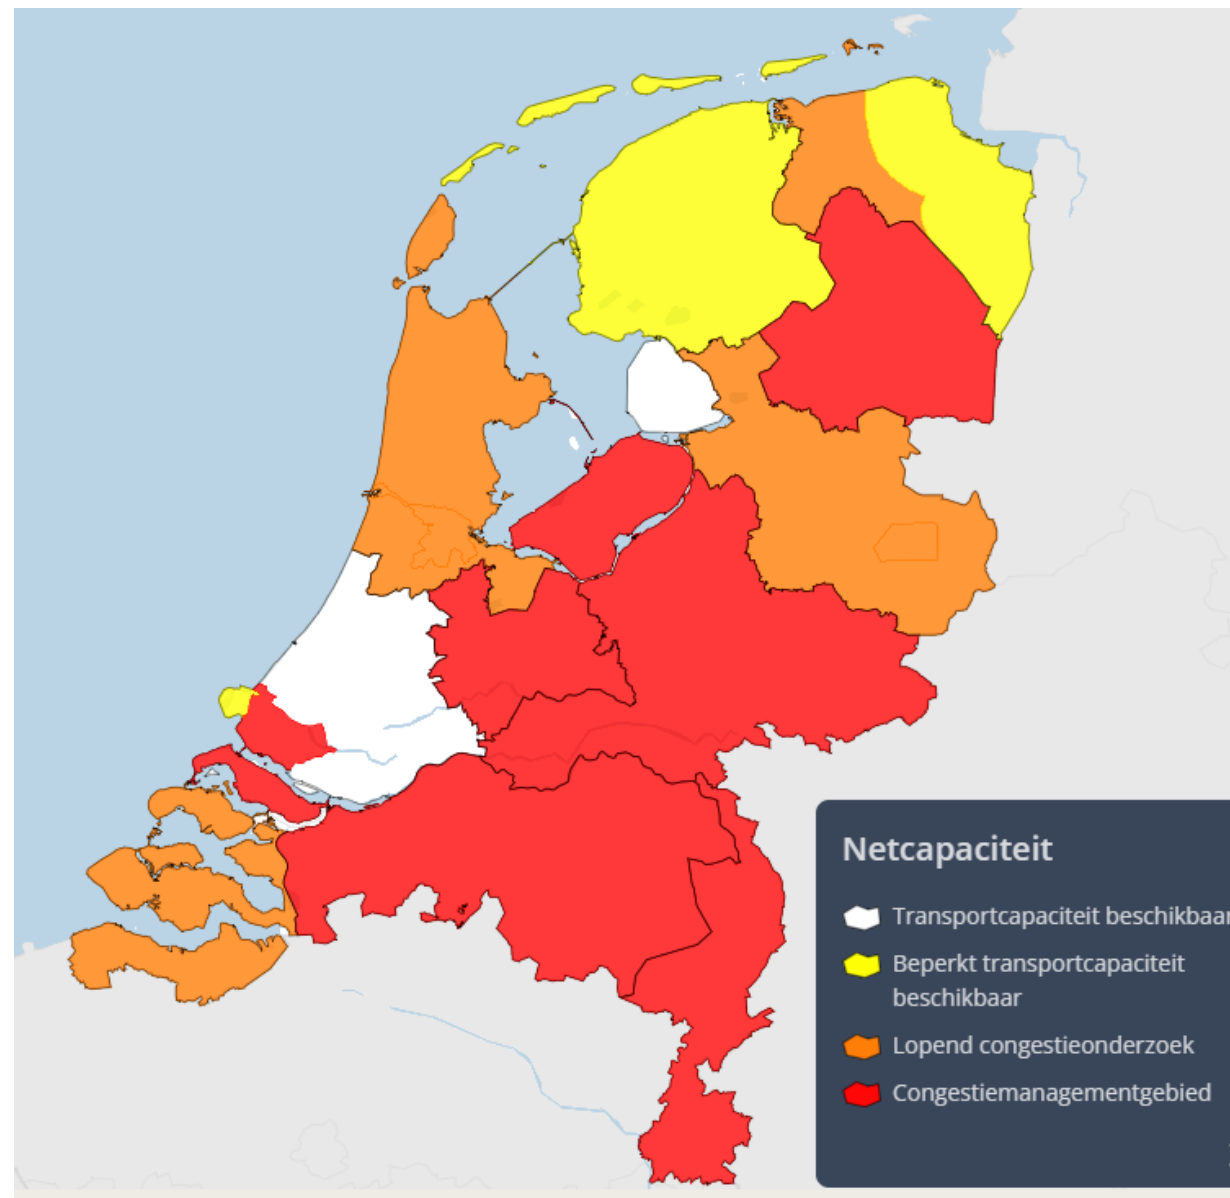 Netcapaciteit
Transportcapaciteit beschikbaar
Beperkt transportcapaciteit
beschikbaar
Lopend congestieonderzoek
Congestiemanagementgebied